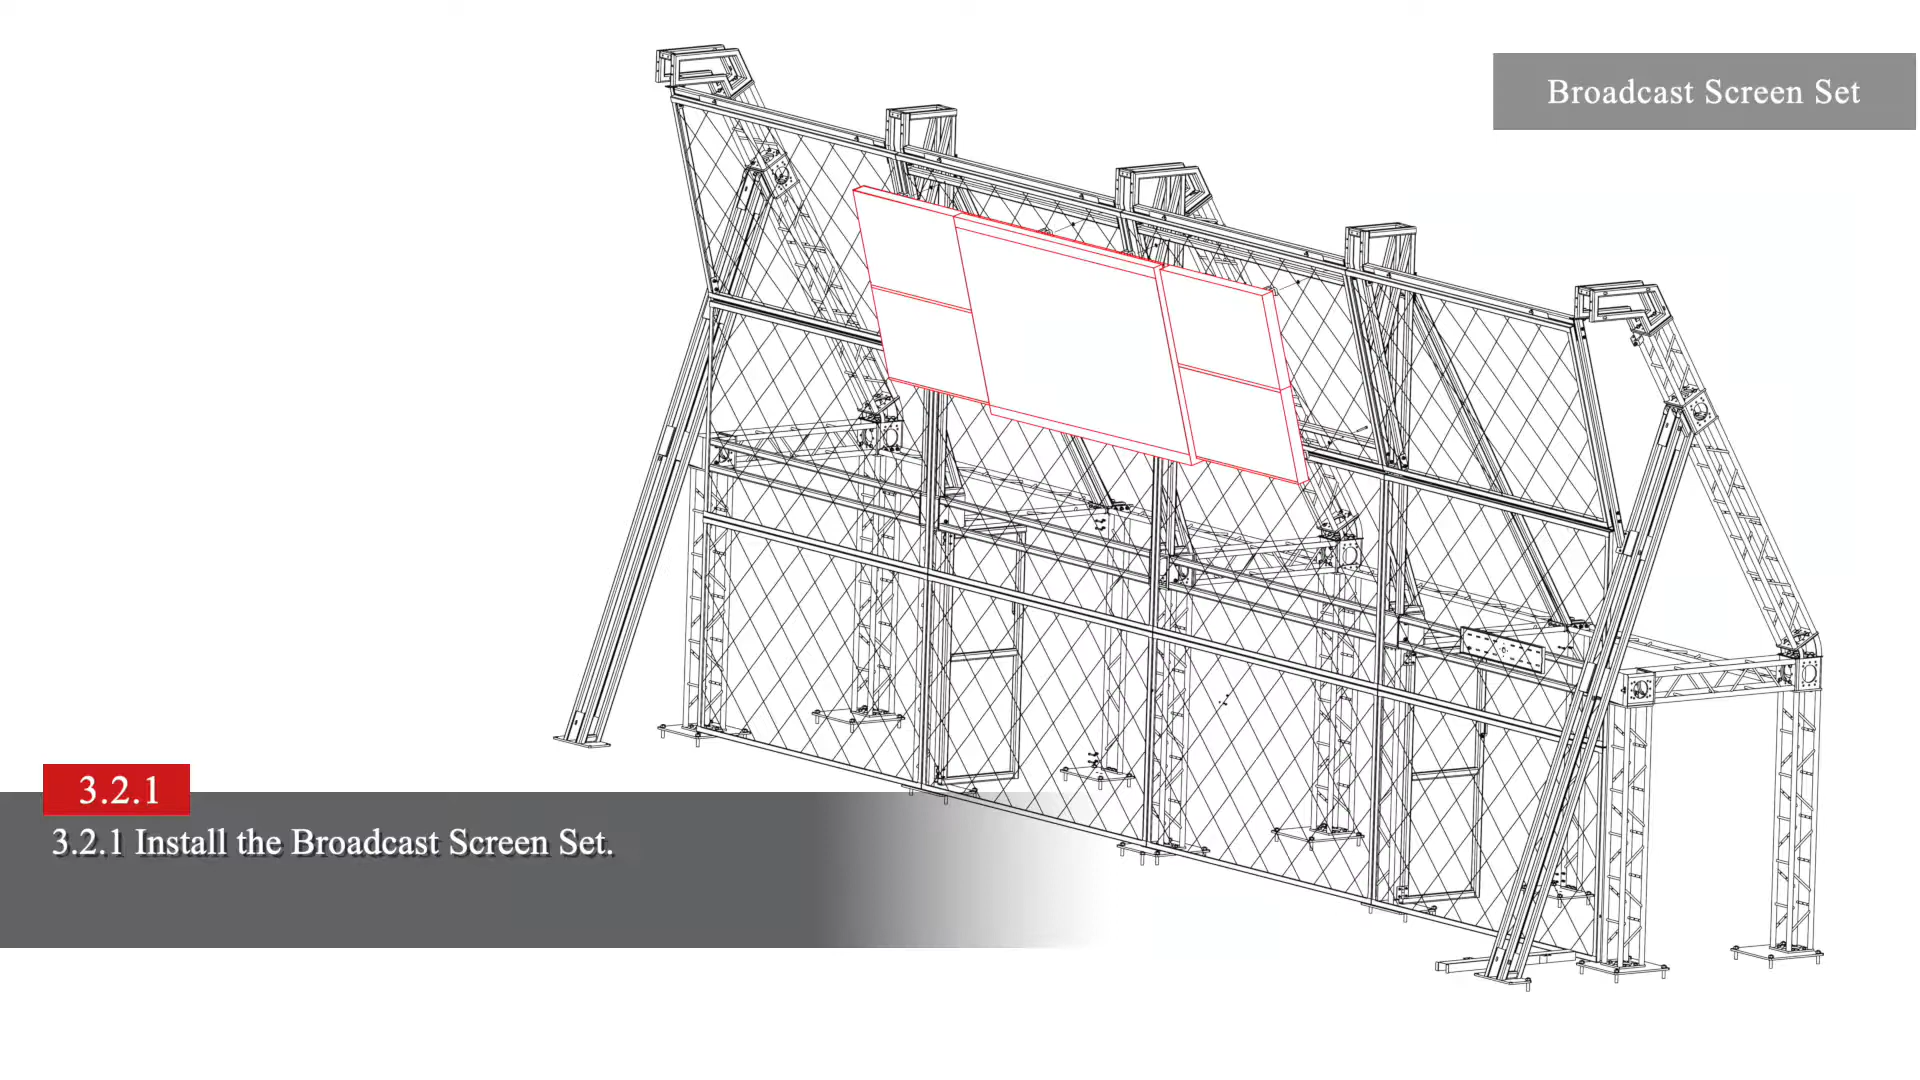 Broadcast Screen Set
3.2.1
3.2.1 Install the Broadcast Screen Set.